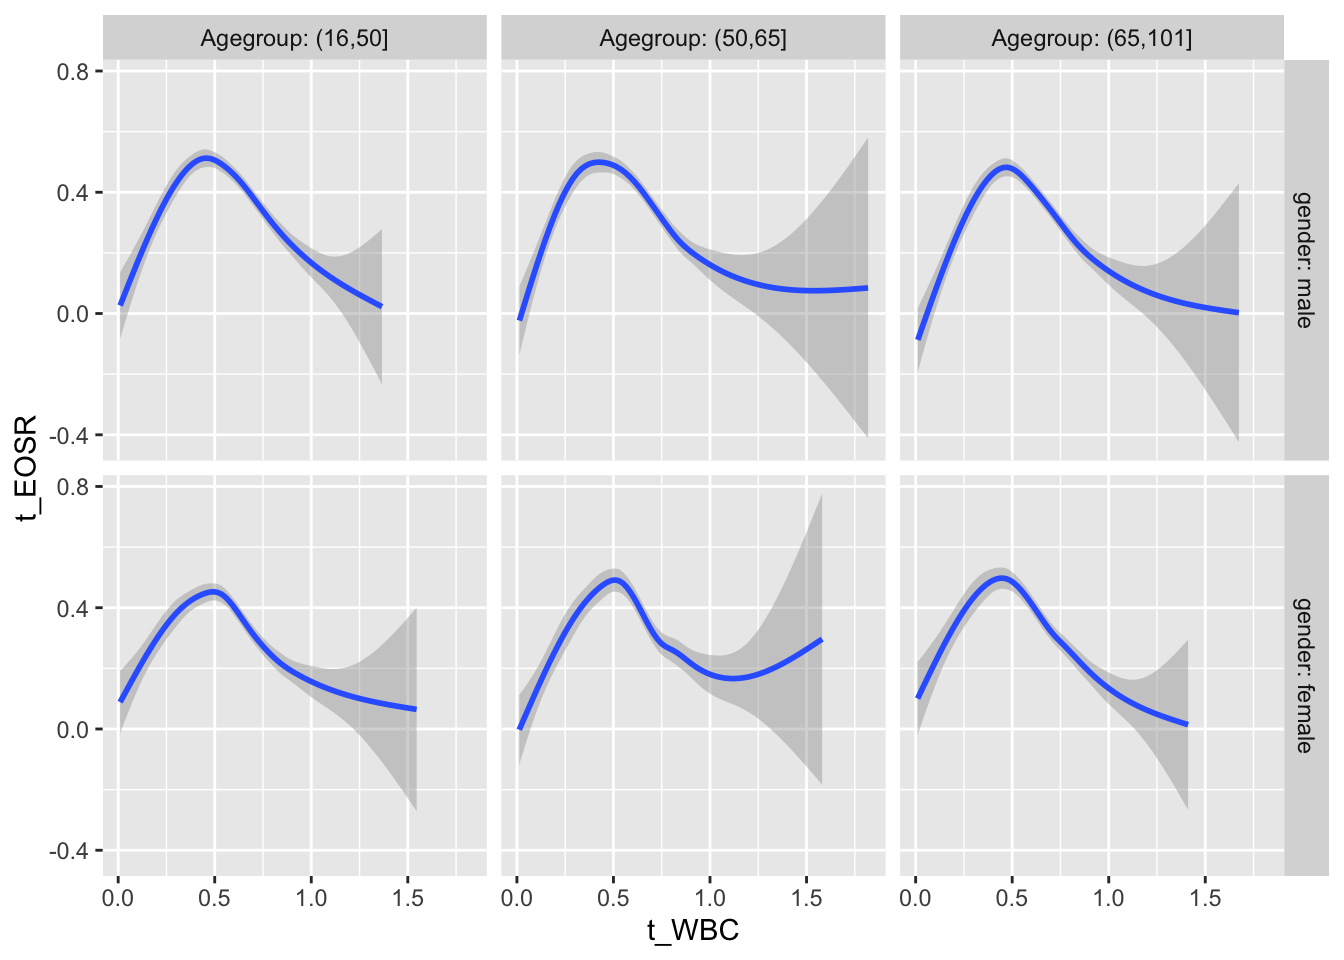 Agegroup: (16,50]
Agegroup: (50,65]
Agegroup: (65,101]
0.8
0.4
0.0
-0.4
gender: male
t_EOSR
0.8
0.4
0.0
-0.4
gender: female
0.0 0.5 1.0 1.5
0.0 0.5 1.0 1.5
0.0 0.5 1.0 1.5
t_WBC